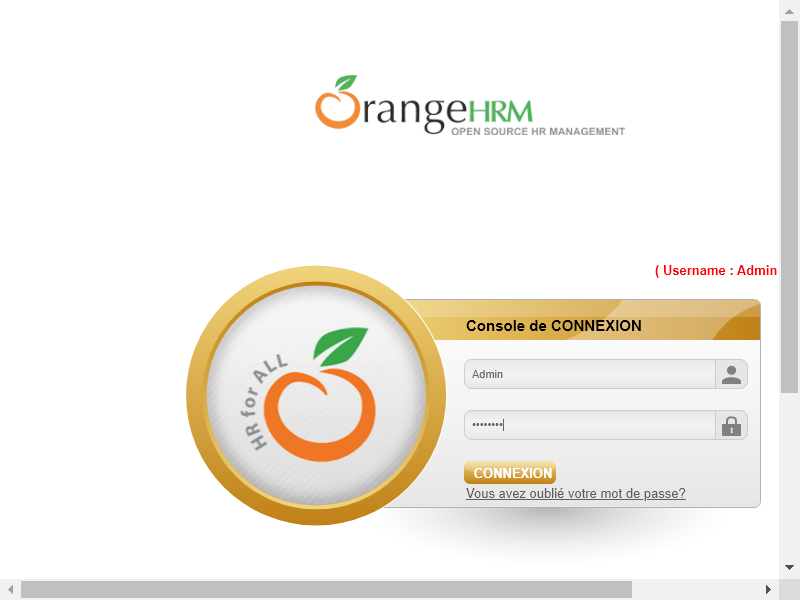 OrangeHRM
OPEN SOURCE HR MANAGEMENT
( Username : Admin
HR for ALL
Console de CONNEXION
Admin
••••••••
CONNEXION
Vous avez oublié votre mot de passe?